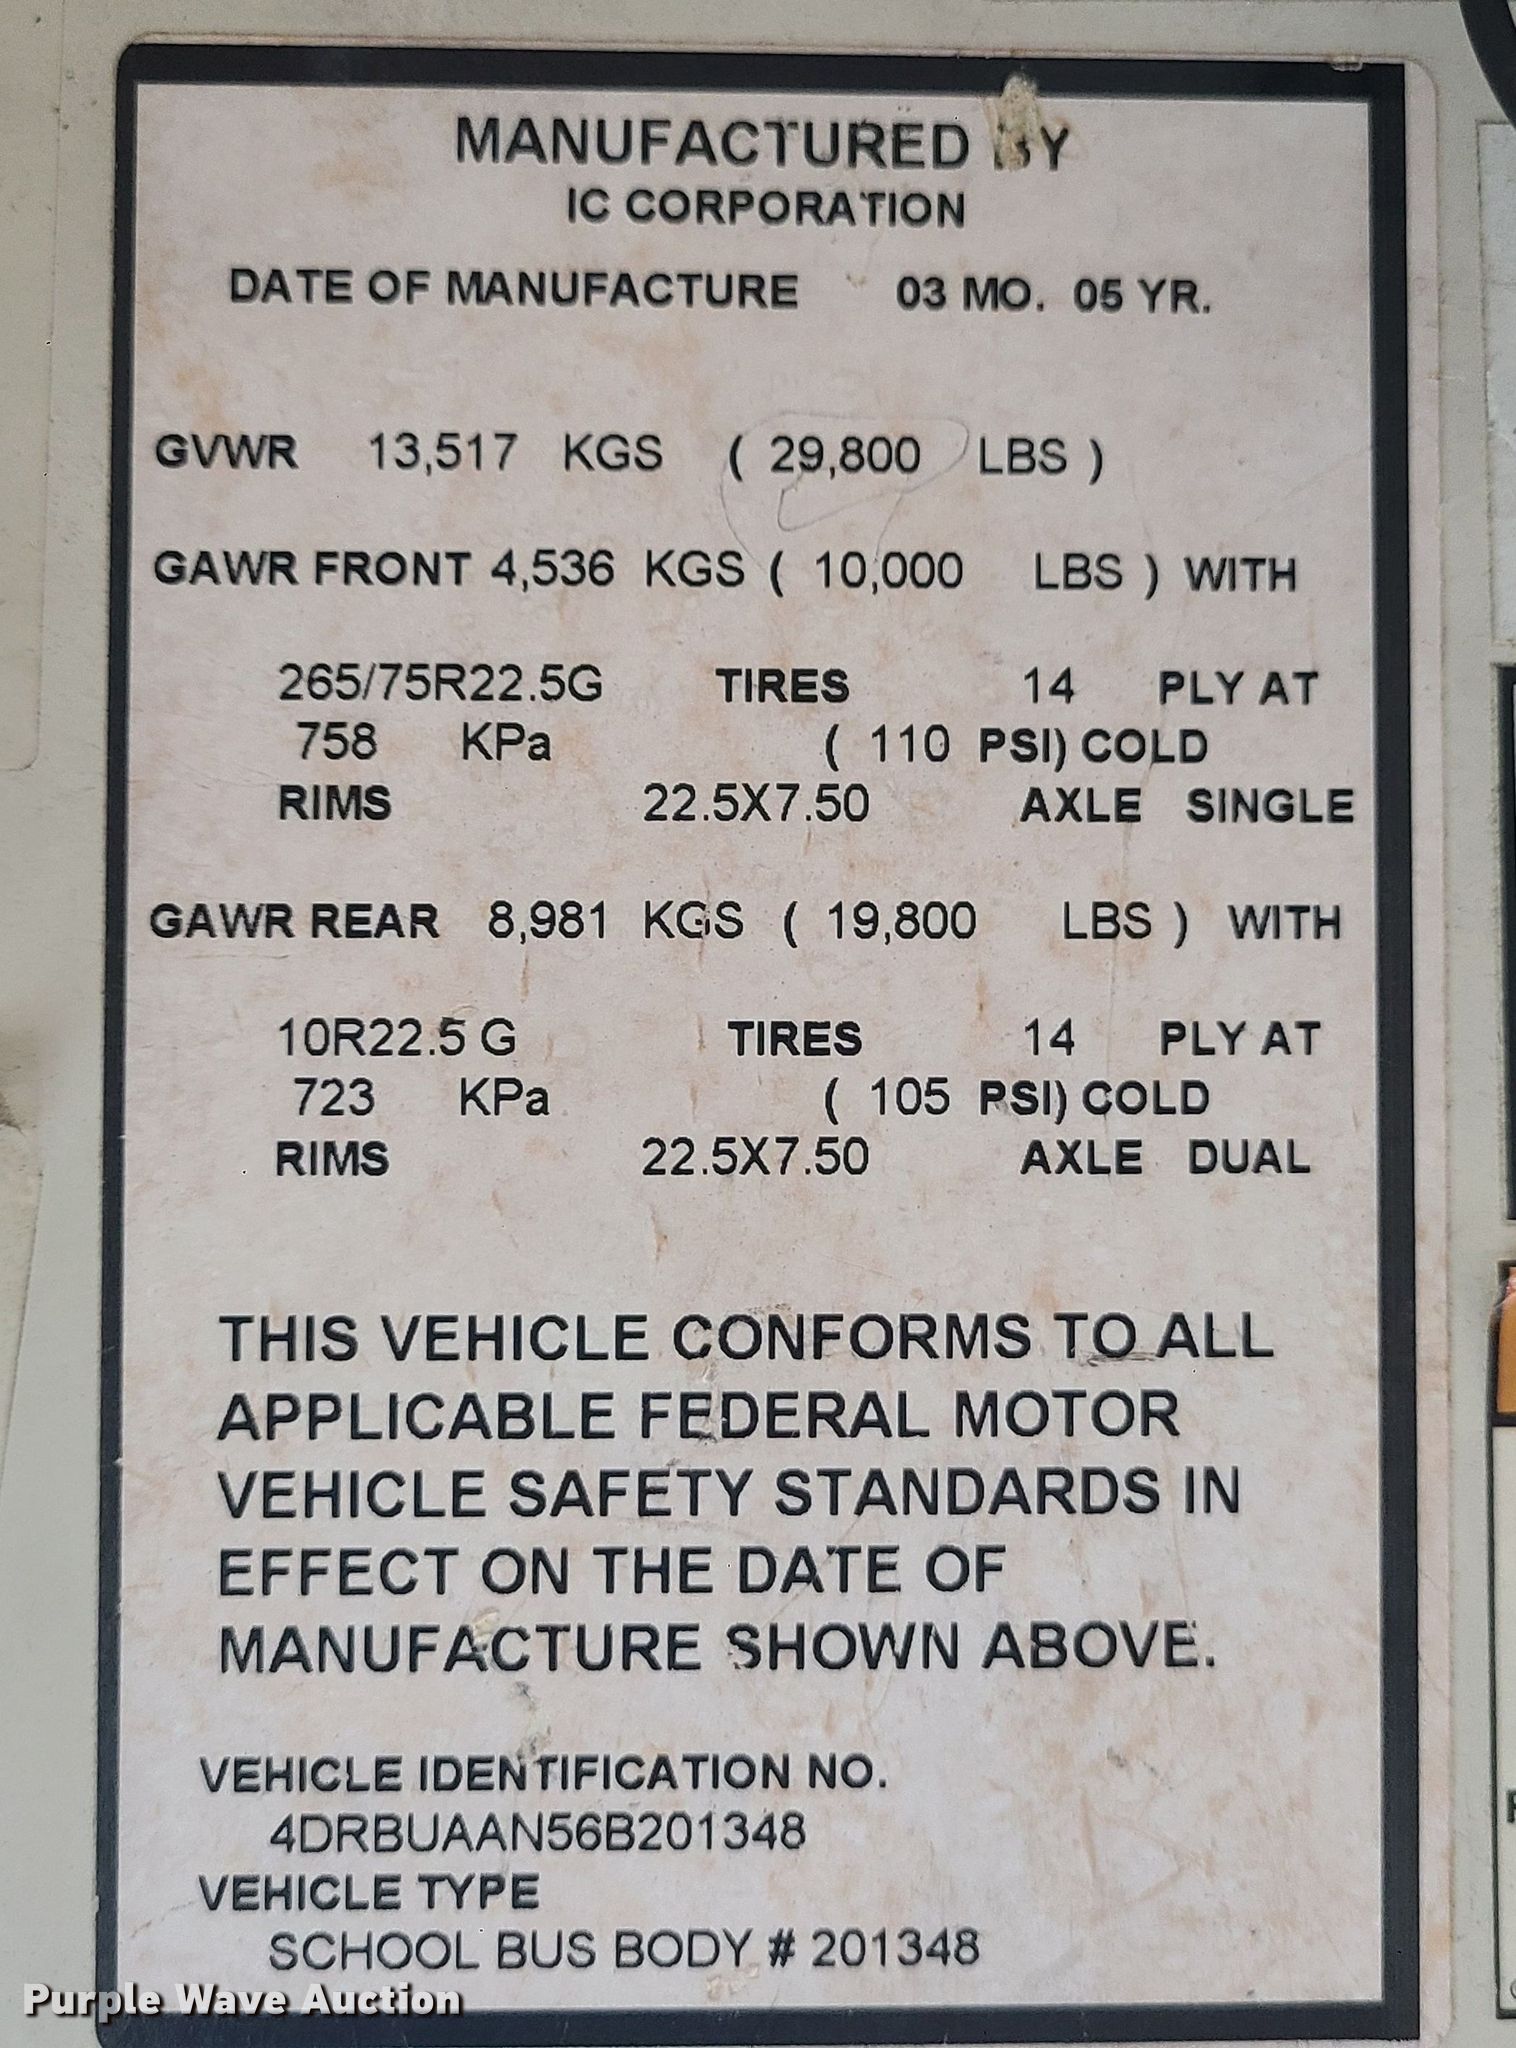 MANUFACTURED BY
IC CORPORATION
DATE OF MANUFACTURE 03 MO. 05 YR.
GVWR 13,517 KGS ( 29,800 LBS )
GAWR FRONT 4,536 KGS ( 10,000 LBS ) WITH
265/75R22.5G TIRES 14 PLY AT
758 KPa ( 110 PSI) COLD
RIMS 22.5X7.50 AXLE SINGLE
GAWR REAR 8,981 KGS ( 19,800 LBS ) WITH
10R22.5 G TIRES 14 PLY AT
723 KPa ( 105 PSI) COLD
RIMS 22.5X7.50 AXLE DUAL
THIS VEHICLE CONFORMS TO ALL
APPLICABLE FEDERAL MOTOR
VEHICLE SAFETY STANDARDS IN
EFFECT ON THE DATE OF
MANUFACTURE SHOWN ABOVE.
VEHICLE IDENTIFICATION NO.
4DRBUAAN56B201348
VEHICLE TYPE
SCHOOL BUS BODY # 201348
Purple Wave Auction